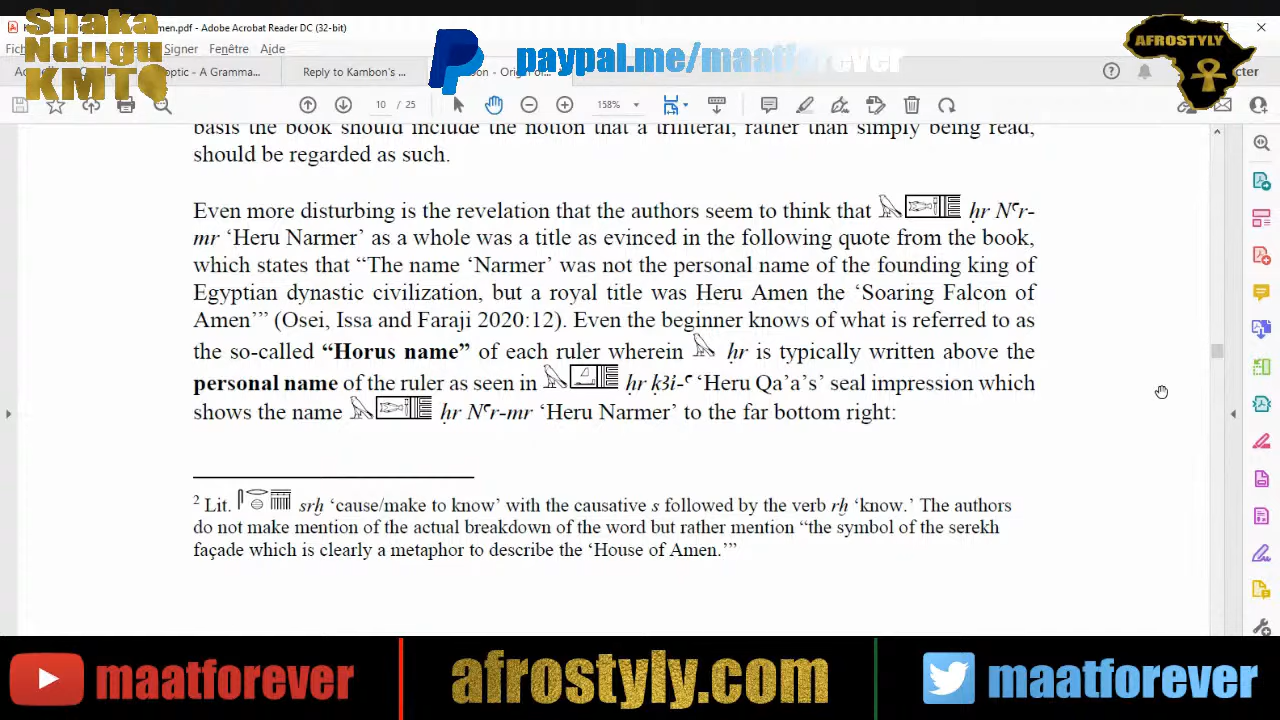 Shaka
Ndugu
KMT
men.pdf - Adobe Acrobat Reader DC (32-bit)
Signer Fenêtre Aide
paypal.me/maatforever
AFROSTYLY
optic - A Gramma...
Reply to Kambon's ...
10 / 25
158%
basis the book should include the notion that a triliteral, rather than simply being read,
should be regarded as such.
Even more disturbing is the revelation that the authors seem to think that ḥr Nꜥr-
mr ‘Heru Narmer’ as a whole was a title as evinced in the following quote from the book,
which states that “The name ‘Narmer’ was not the personal name of the founding king of
Egyptian dynastic civilization, but a royal title was Heru Amen the ‘Soaring Falcon of
Amen’” (Osei, Issa and Faraji 2020:12). Even the beginner knows of what is referred to as
the so-called “Horus name” of each ruler wherein ḥr is typically written above the
personal name of the ruler as seen in ḥr ḳꜣi-ꜥ ‘Heru Qa’a’s’ seal impression which
shows the name ḥr Nꜥr-mr ‘Heru Narmer’ to the far bottom right:
2 Lit. srḫ ‘cause/make to know’ with the causative s followed by the verb rḫ ‘know.’ The authors
do not make mention of the actual breakdown of the word but rather mention “the symbol of the serekh
façade which is clearly a metaphor to describe the ‘House of Amen.’”
maatforever
afrostyly.com
maatforever